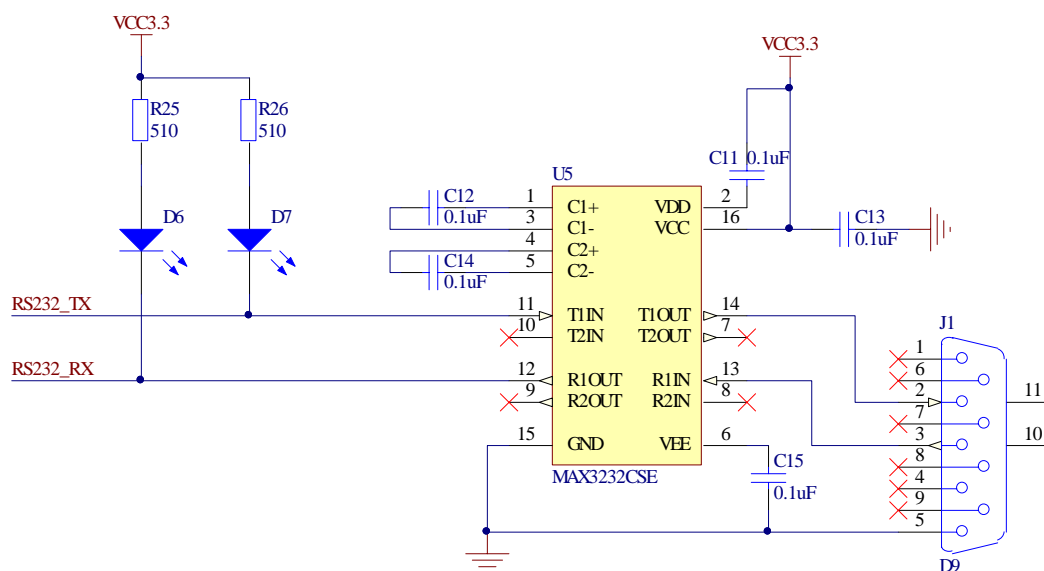 VCC3.3
VCC3.3
R25
510
R26
510
C11 0.1uF
U5
D6
D7
C12
0.1uF
1
3
4
5
C1+
C1-
C2+
C2-
VDD
VCC
2
16
C13
0.1uF
C14
0.1uF
RS232_TX
11
10
T1IN
T2IN
T1OUT
T2OUT
14
7
J1
RS232_RX
12
9
R1OUT
R2OUT
R1IN
R2IN
13
8
1
6
2
7
3
8
4
9
5
11
10
15
GND
VEE
6
C15
0.1uF
MAX3232CSE
D9